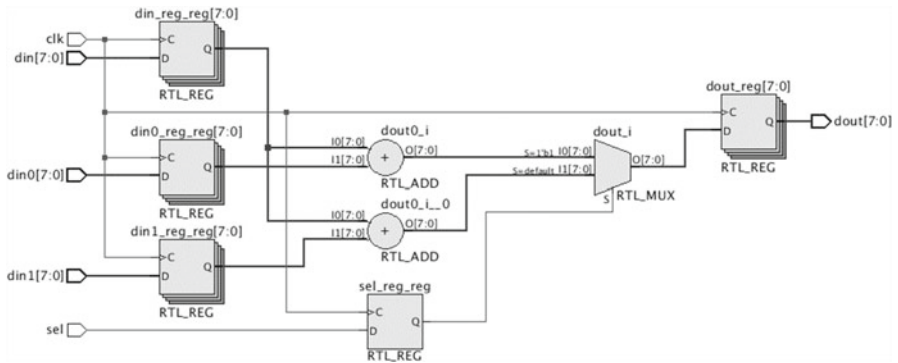 din_reg_reg[7:0]
clk
din[7:0]
C
D
Q
RTL_REG
din0_reg_reg[7:0]
din0[7:0]
C
D
Q
RTL_REG
din1_reg_reg[7:0]
din1[7:0]
C
D
Q
RTL_REG
dout0_i
I0[7:0]
I1[7:0]
+
O[7:0]
RTL_ADD
dout0_i__0
I0[7:0]
I1[7:0]
+
O[7:0]
RTL_ADD
sel_reg_reg
sel
C
D
Q
RTL_REG
dout_i
S=1'b1 I0[7:0]
S=default I1[7:0]
S
O[7:0]
RTL_MUX
dout_reg[7:0]
C
D
Q
RTL_REG
dout[7:0]